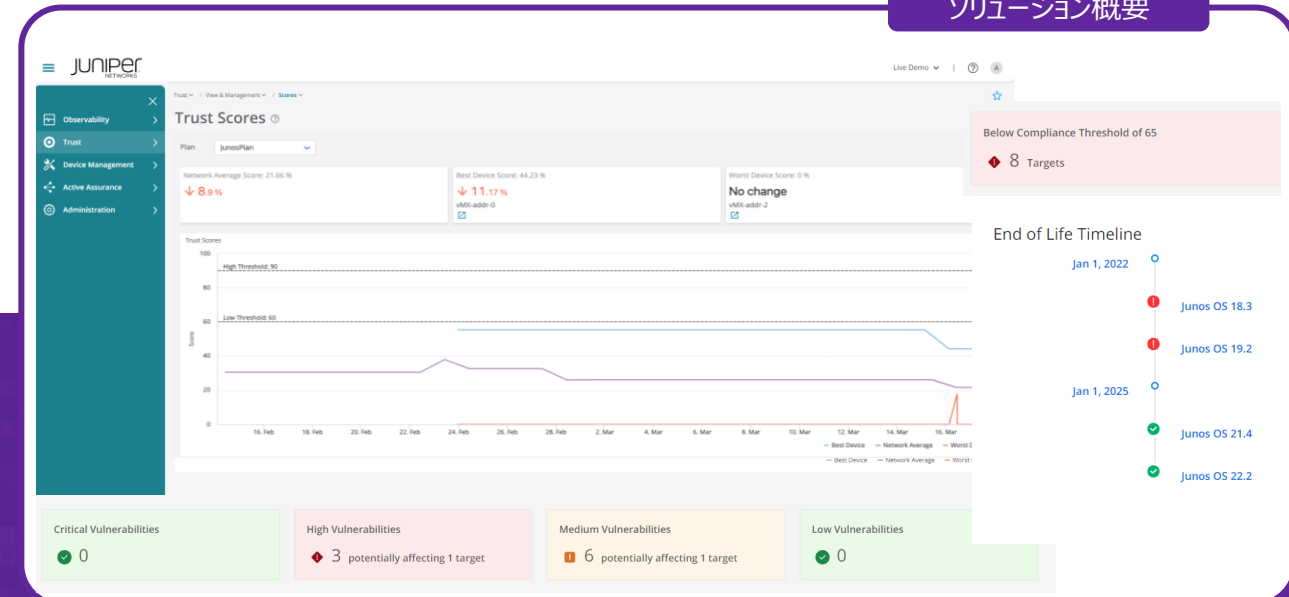 ソリューション概要
JUNIPER
NETWORKS
Live Demo
A
Observability
Trust
Device Management
Active Assurance
Administration
Trust / View & Management / Scores
Trust Scores
Plan JunosPlan
Network Average Score: 21.66 %
8.9 %
Best Device Score: 44.23 %
11.17 %
vMX-addr-0
Worst Device Score: 0 %
No change
vMX-addr-2
Trust Scores
Score
100
High Threshold: 90
80
Low Threshold: 60
60
40
20
0
16. Feb 18. Feb 20. Feb 22. Feb 24. Feb 26. Feb 28. Feb 2. Mar 4. Mar 6. Mar 8. Mar 10. Mar 12. Mar 14. Mar 16. Mar
Best Device Network Average Worst
Best Device Network Average Worst
Below Compliance Threshold of 65
8 Targets
End of Life Timeline
Jan 1, 2022
Junos OS 18.3
Junos OS 19.2
Jan 1, 2025
Junos OS 21.4
Junos OS 22.2
Critical Vulnerabilities
0
High Vulnerabilities
3 potentially affecting 1 target
Medium Vulnerabilities
6 potentially affecting 1 target
Low Vulnerabilities
0